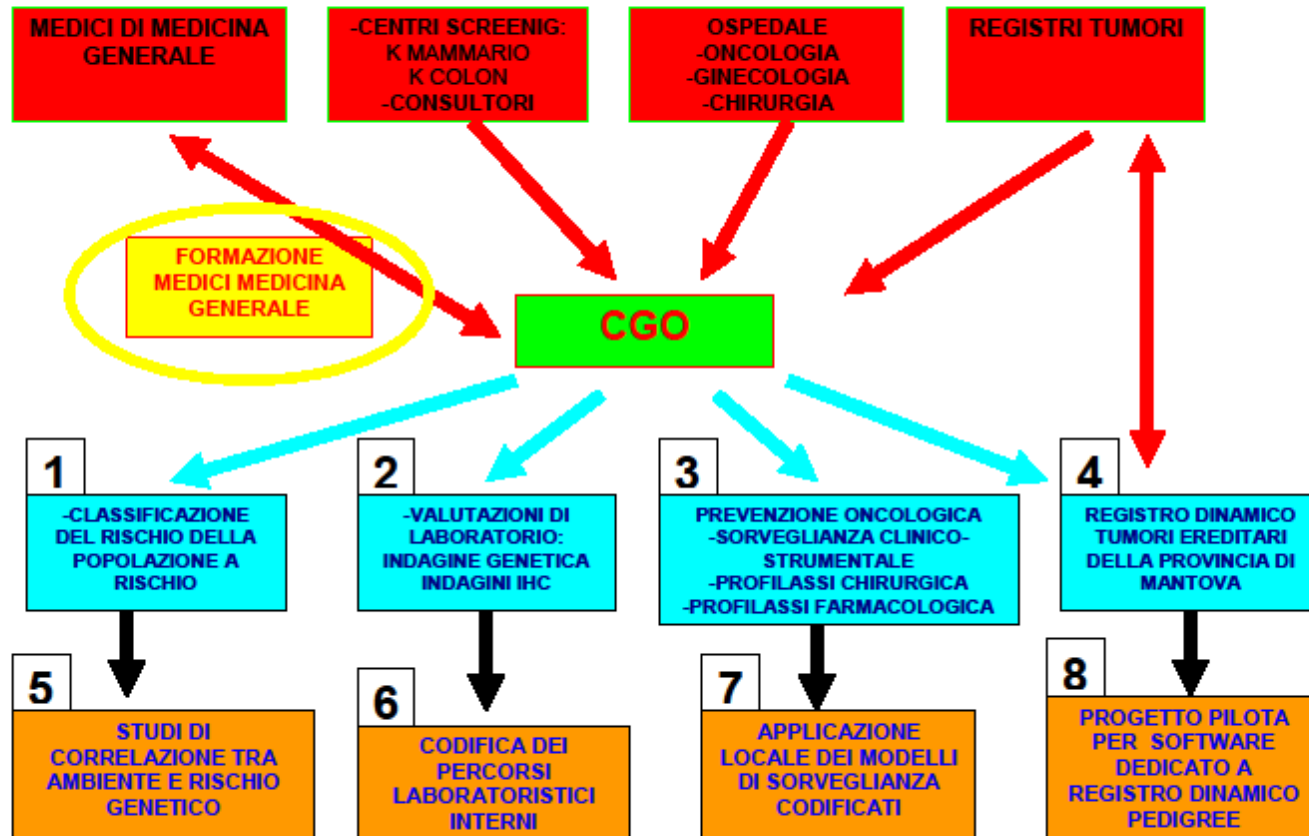 MEDICI DI MEDICINA
GENERALE
-CENTRI SCREENIG:
K MAMMARIO
K COLON
-CONSULTORI
OSPEDALE
-ONCOLOGIA
-GINECOLOGIA
-CHIRURGIA
REGISTRI TUMORI
FORMAZIONE
MEDICI MEDICINA
GENERALE
CGO
1
-CLASSIFICAZIONE
DEL RISCHIO DELLA
POPOLAZIONE A
RISCHIO
2
-VALUTAZIONI DI
LABORATORIO:
INDAGINE GENETICA
INDAGINI IHC
3
PREVENZIONE ONCOLOGICA
-SORVEGLIANZA CLINICO-
STRUMENTALE
-PROFILASSI CHIRURGICA
-PROFILASSI FARMACOLOGICA
4
REGISTRO DINAMICO
TUMORI EREDITARI
DELLA PROVINCIA DI
MANTOVA
5
STUDI DI
CORRELAZIONE TRA
AMBIENTE E RISCHIO
GENETICO
6
CODIFICA DEI
PERCORSI
LABORATORISTICI
INTERNI
7
APPLICAZIONE
LOCALE DEI MODELLI
DI SORVEGLIANZA
CODIFICATI
8
PROGETTO PILOTA
PER SOFTWARE
DEDICATO A
REGISTRO DINAMICO
PEDIGREE